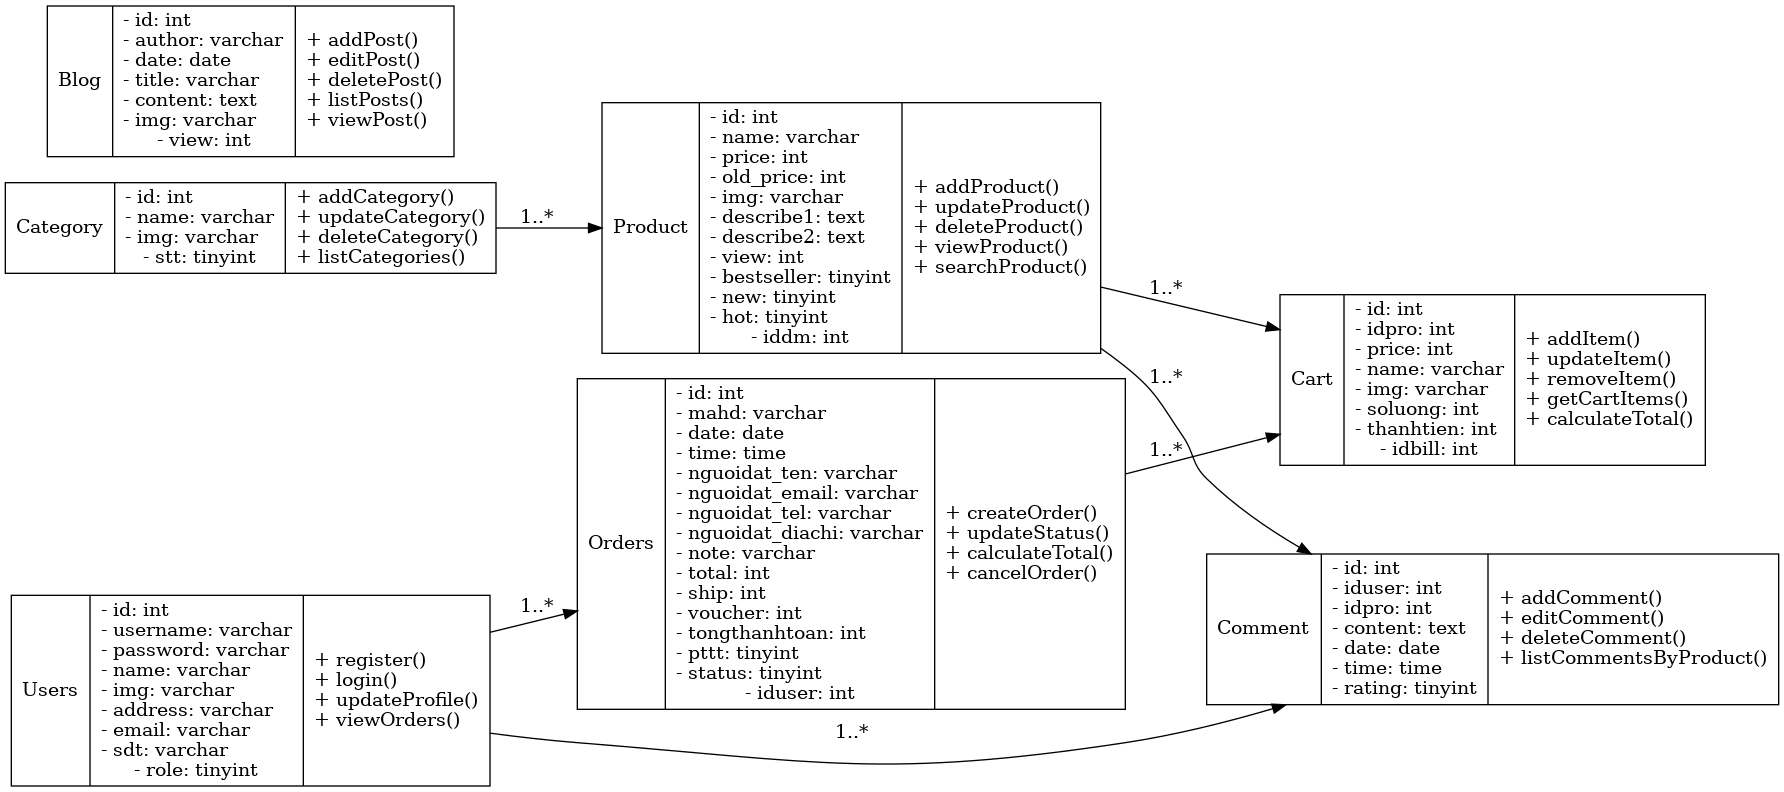 Blog
- id: int
- author: varchar
- date: date
- title: varchar
- content: text
- img: varchar
- view: int
+ addPost()
+ editPost()
+ deletePost()
+ listPosts()
+ viewPost()
Category
- id: int
- name: varchar
- img: varchar
- stt: tinyint
+ addCategory()
+ updateCategory()
+ deleteCategory()
+ listCategories()
1..*
Product
- id: int
- name: varchar
- price: int
- old_price: int
- img: varchar
- describe1: text
- describe2: text
- view: int
- bestseller: tinyint
- new: tinyint
- hot: tinyint
- iddm: int
+ addProduct()
+ updateProduct()
+ deleteProduct()
+ viewProduct()
+ searchProduct()
1..*
1..*
Cart
- id: int
- idpro: int
- price: int
- name: varchar
- img: varchar
- soluong: int
- thanhtien: int
- idbill: int
+ addItem()
+ updateItem()
+ removeItem()
+ getCartItems()
+ calculateTotal()
Orders
- id: int
- mahd: varchar
- date: date
- time: time
- nguoidat_ten: varchar
- nguoidat_email: varchar
- nguoidat_tel: varchar
- nguoidat_diachi: varchar
- note: varchar
- total: int
- ship: int
- voucher: int
- tongthanhtoan: int
- pttt: tinyint
- status: tinyint
- iduser: int
+ createOrder()
+ updateStatus()
+ calculateTotal()
+ cancelOrder()
1..*
Users
- id: int
- username: varchar
- password: varchar
- name: varchar
- img: varchar
- address: varchar
- email: varchar
- sdt: varchar
- role: tinyint
+ register()
+ login()
+ updateProfile()
+ viewOrders()
1..*
1..*
Comment
- id: int
- iduser: int
- idpro: int
- content: text
- date: date
- time: time
- rating: tinyint
+ addComment()
+ editComment()
+ deleteComment()
+ listCommentsByProduct()